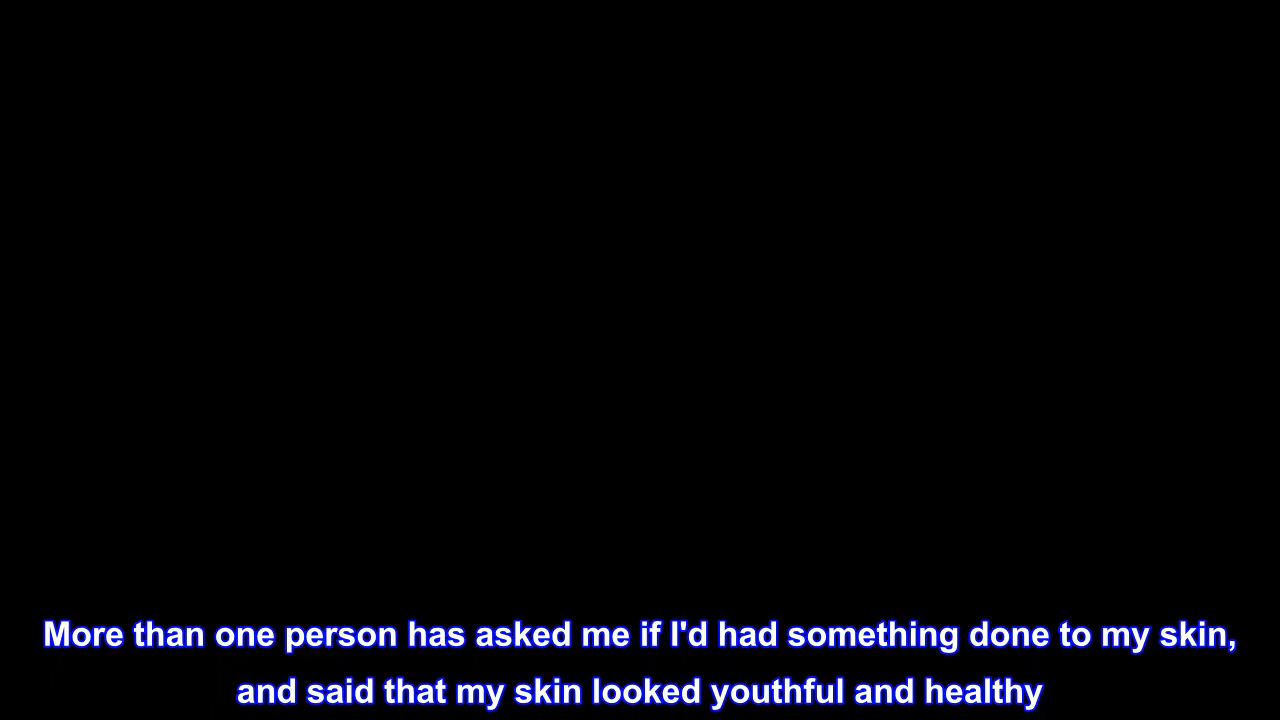 More than one person has asked me if I'd had something done to my skin,
and said that my skin looked youthful and healthy